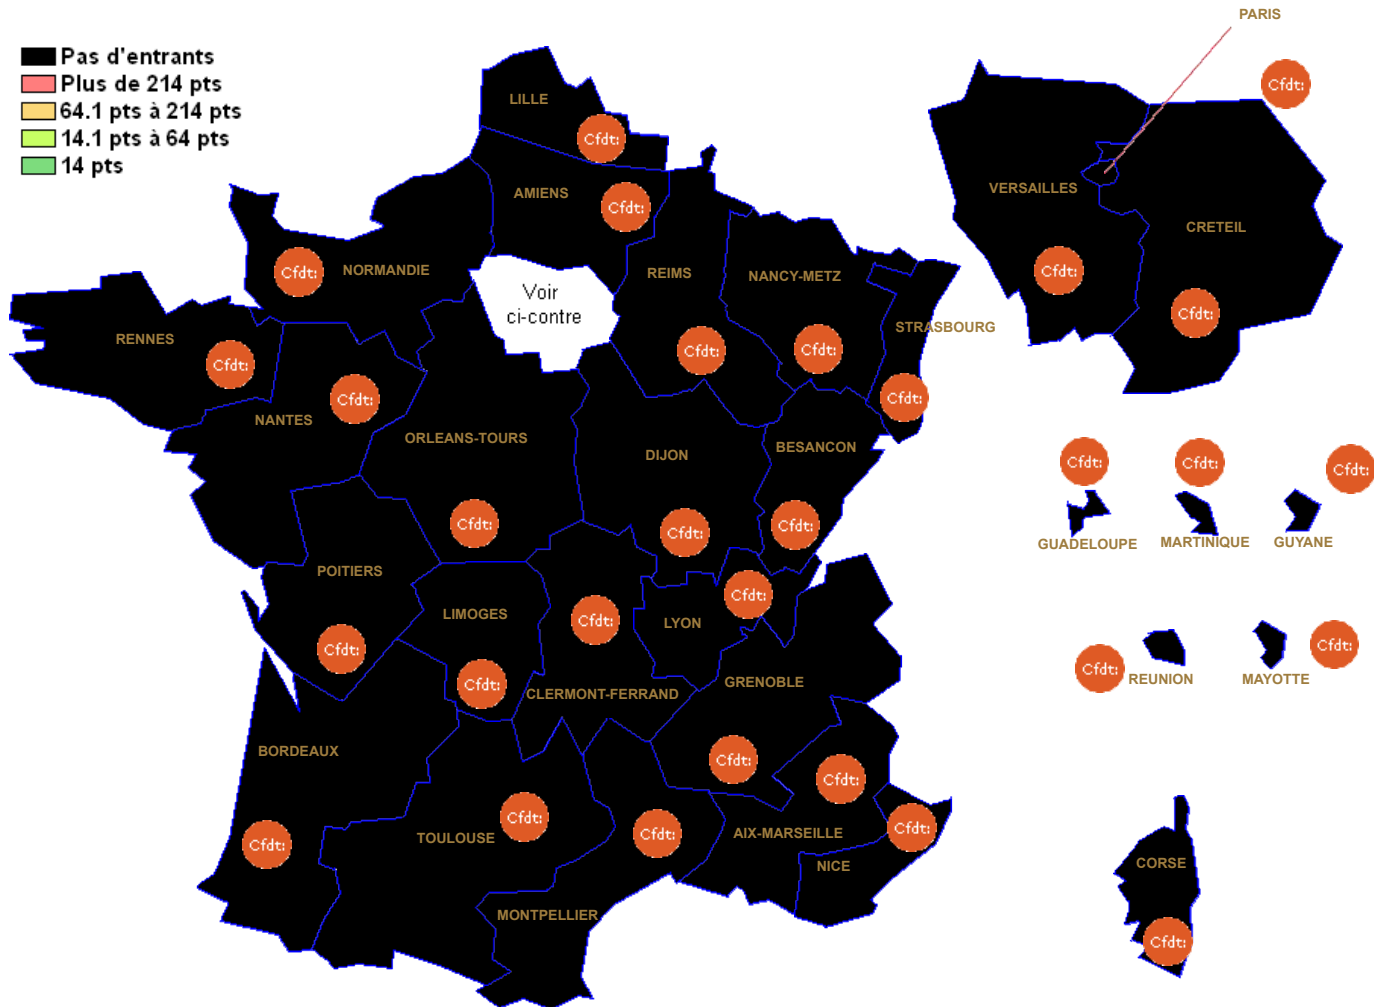 PARIS
Pas d'entrants
Plus de 214 pts
64.1 pts à 214 pts
14.1 pts à 64 pts
14 pts
LILLE
Cfdt:
Cfdt:
AMIENS
Cfdt:
VERSAILLES
CRETEIL
NORMANDIE
Cfdt:
REIMS
NANCY-METZ
Cfdt:
Voir
ci-contre
Cfdt:
STRASBOURG
RENNES
Cfdt:
Cfdt:
Cfdt:
NANTES
Cfdt:
Cfdt:
ORLEANS-TOURS
DIJON
BESANCON
Cfdt:
Cfdt:
Cfdt:
Cfdt:
Cfdt:
Cfdt:
GUADELOUPE
MARTINIQUE
GUYANE
POITIERS
LIMOGES
Cfdt:
LYON
Cfdt:
Cfdt:
Cfdt:
Cfdt:
CLERMONT-FERRAND
GRENOBLE
Cfdt:
REUNION
MAYOTTE
Cfdt:
BORDEAUX
Cfdt:
Cfdt:
Cfdt:
TOULOUSE
Cfdt:
Cfdt:
AIX-MARSEILLE
Cfdt:
NICE
CORSE
MONTPELLIER
Cfdt: